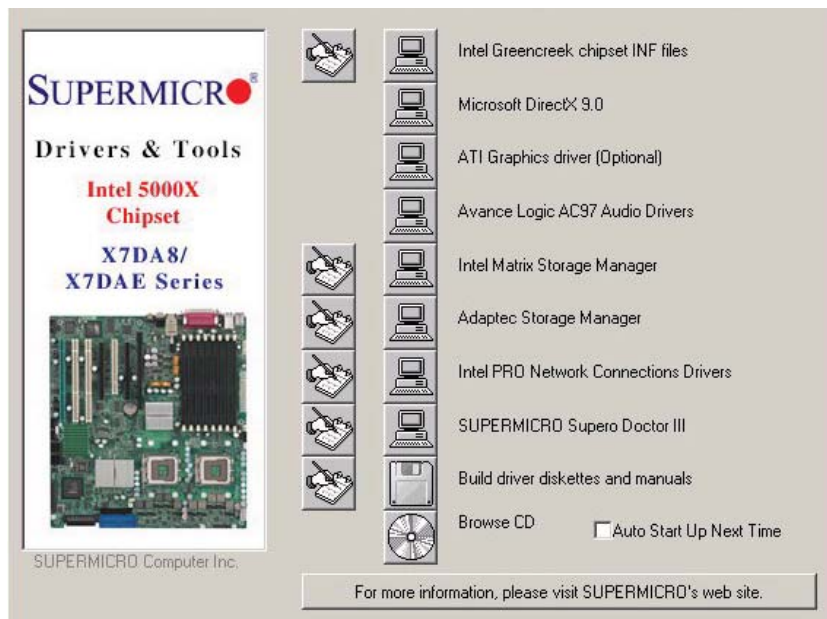 SUPERMICRO®
Drivers & Tools
Intel 5000X
Chipset
X7DA8/
X7DAE Series
SUPERMICRO Computer Inc.
Intel Greencreek chipset INF files
Microsoft DirectX 9.0
ATI Graphics driver (Optional)
Avance Logic AC97 Audio Drivers
Intel Matrix Storage Manager
Adaptec Storage Manager
Intel PRO Network Connections Drivers
SUPERMICRO Supero Doctor III
Build driver diskettes and manuals
Browse CD
Auto Start Up Next Time
For more information, please visit SUPERMICRO's web site.